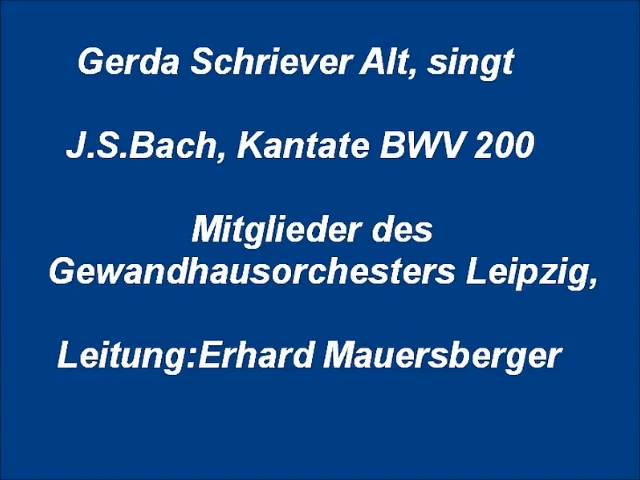 Gerda Schriever Alt, singt
J.S.Bach, Kantate BWV 200
Mitglieder des
Gewandhausorchesters Leipzig,
Leitung:Erhard Mauersberger